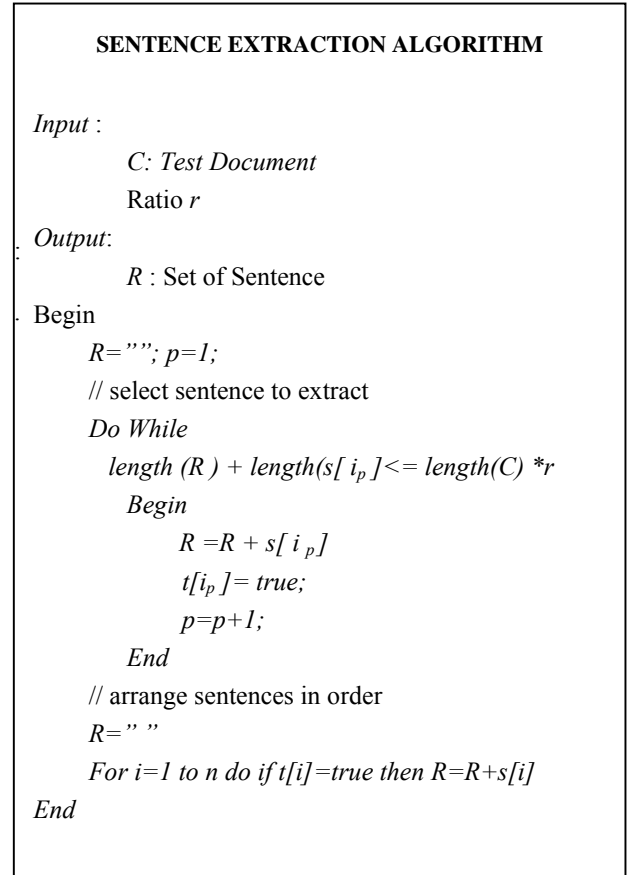 SENTENCE EXTRACTION ALGORITHM
Input :
C: Test Document
Ratio r
Output:
R : Set of Sentence
Begin
R=””; p=1;
// select sentence to extract
Do While
length (R ) + length(s[ ip ]<= length(C) *r
Begin
R =R + s[ i p]
t[ip ]= true;
p=p+1;
End
// arrange sentences in order
R=” ”
For i=1 to n do if t[i]=true then R=R+s[i]
End